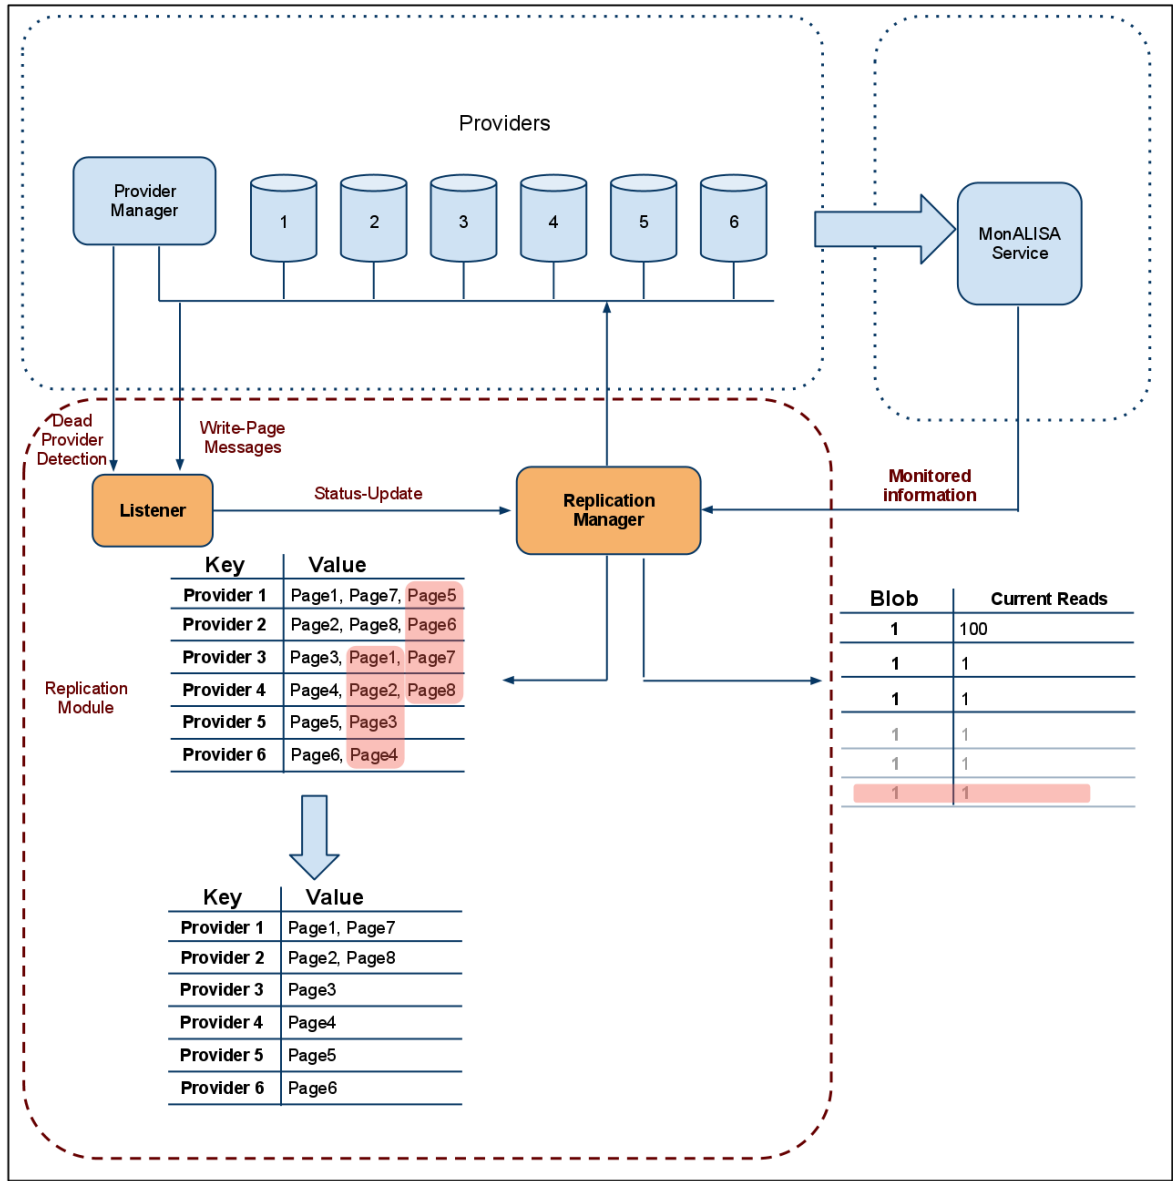 Providers
Provider
Manager
1
2
3
4
5
6
MonALISA
Service
Dead
Provider
Detection
Write-Page
Messages
Listener
Status-Update
Replication
Manager
Monitored
information
Key Value
Provider 1 Page1, Page7, Page5
Provider 2 Page2, Page8, Page6
Provider 3 Page3, Page1, Page7
Provider 4 Page4, Page2, Page8
Provider 5 Page5, Page3
Provider 6 Page6, Page4
Replication
Module
Blob Current Reads
1 100
1 1
1 1
1 1
1 1
1 1
Key Value
Provider 1 Page1, Page7
Provider 2 Page2, Page8
Provider 3 Page3
Provider 4 Page4
Provider 5 Page5
Provider 6 Page6